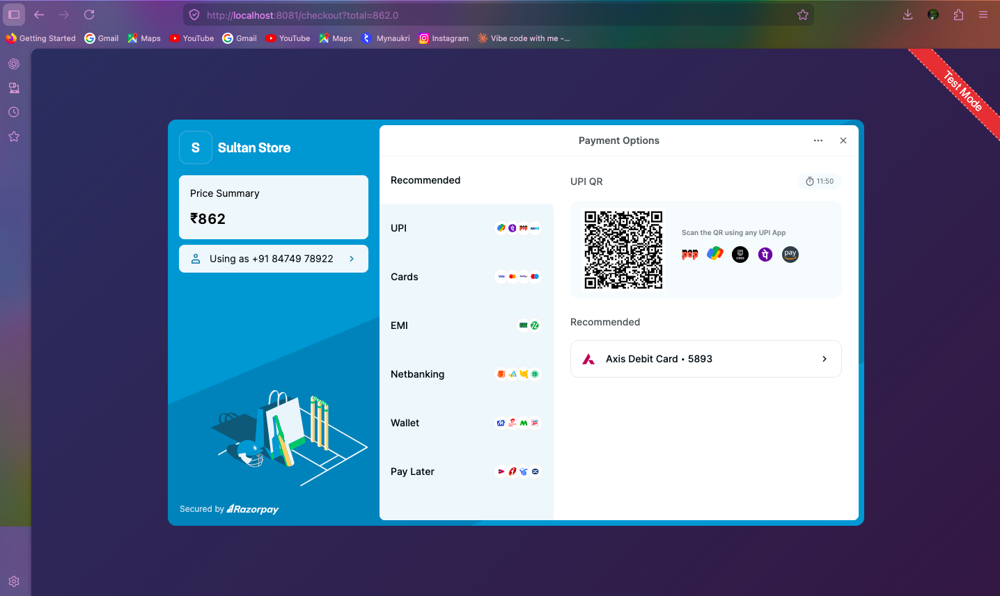 http://localhost:8081/checkout?total=862.0
Getting Started
Gmail
Maps
YouTube
Gmail
YouTube
Maps
Mynaukri
Instagram
Vibe code with me -...
Test Mode
S
Sultan Store
Price Summary
₹862
Using as +91 84749 78922
Secured by Razorpay
Payment Options
Recommended
UPI
Cards
EMI
Netbanking
Wallet
Pay Later
UPI QR
11:50
Scan the QR using any UPI App
pop
CRED
pay
Recommended
Axis Debit Card • 5893